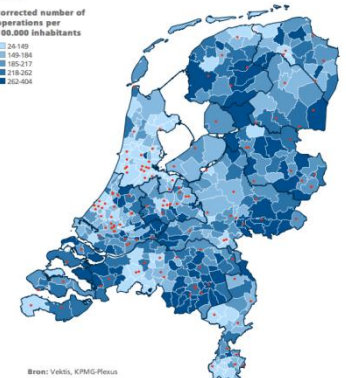 orrected number of
operations per
00.000 inhabitants
24-149
149-184
185-217
218-262
262-404
Bron: Vektis, KPMG-Plexus